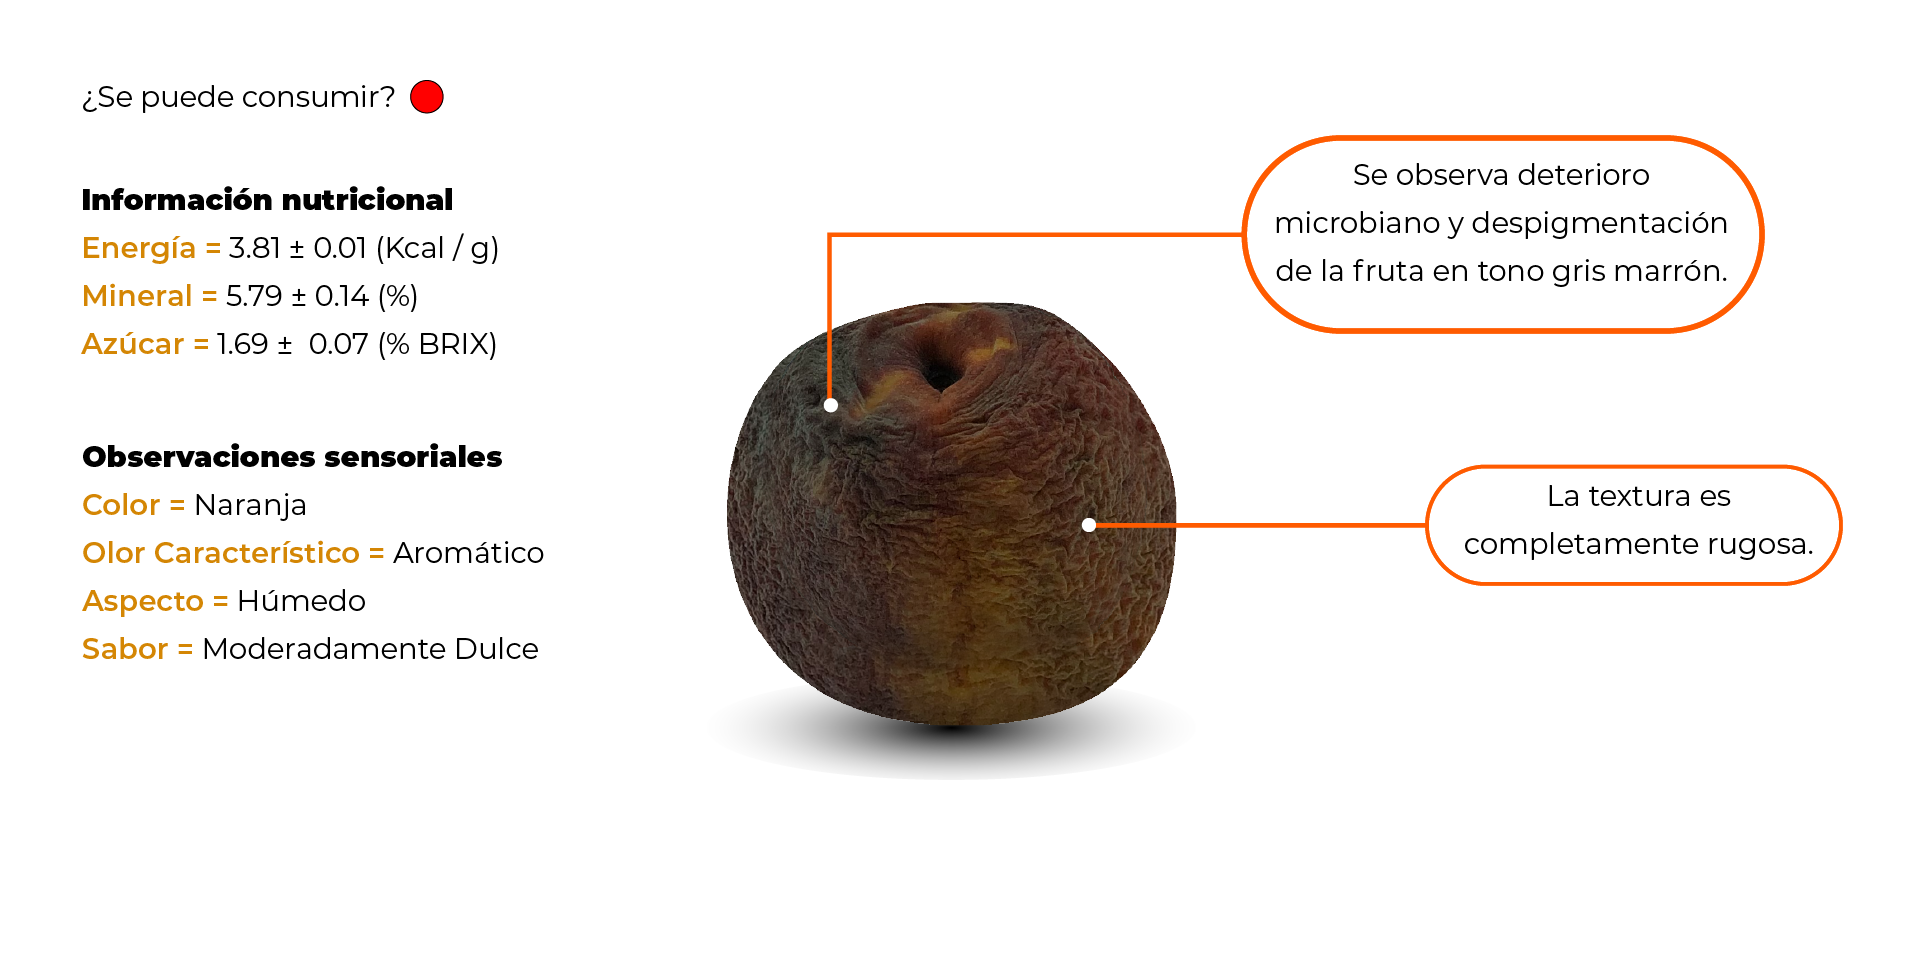 ¿Se puede consumir?
Información nutricional
Energía = 3.81 ± 0.01 (Kcal / g)
Mineral = 5.79 ± 0.14 (%)
Azúcar = 1.69 ± 0.07 (% BRIX)
Observaciones sensoriales
Color = Naranja
Olor Característico = Aromático
Aspecto = Húmedo
Sabor = Moderadamente Dulce
Se observa deterioro
microbiano y despigmentación
de la fruta en tono gris marrón.
La textura es
completamente rugosa.